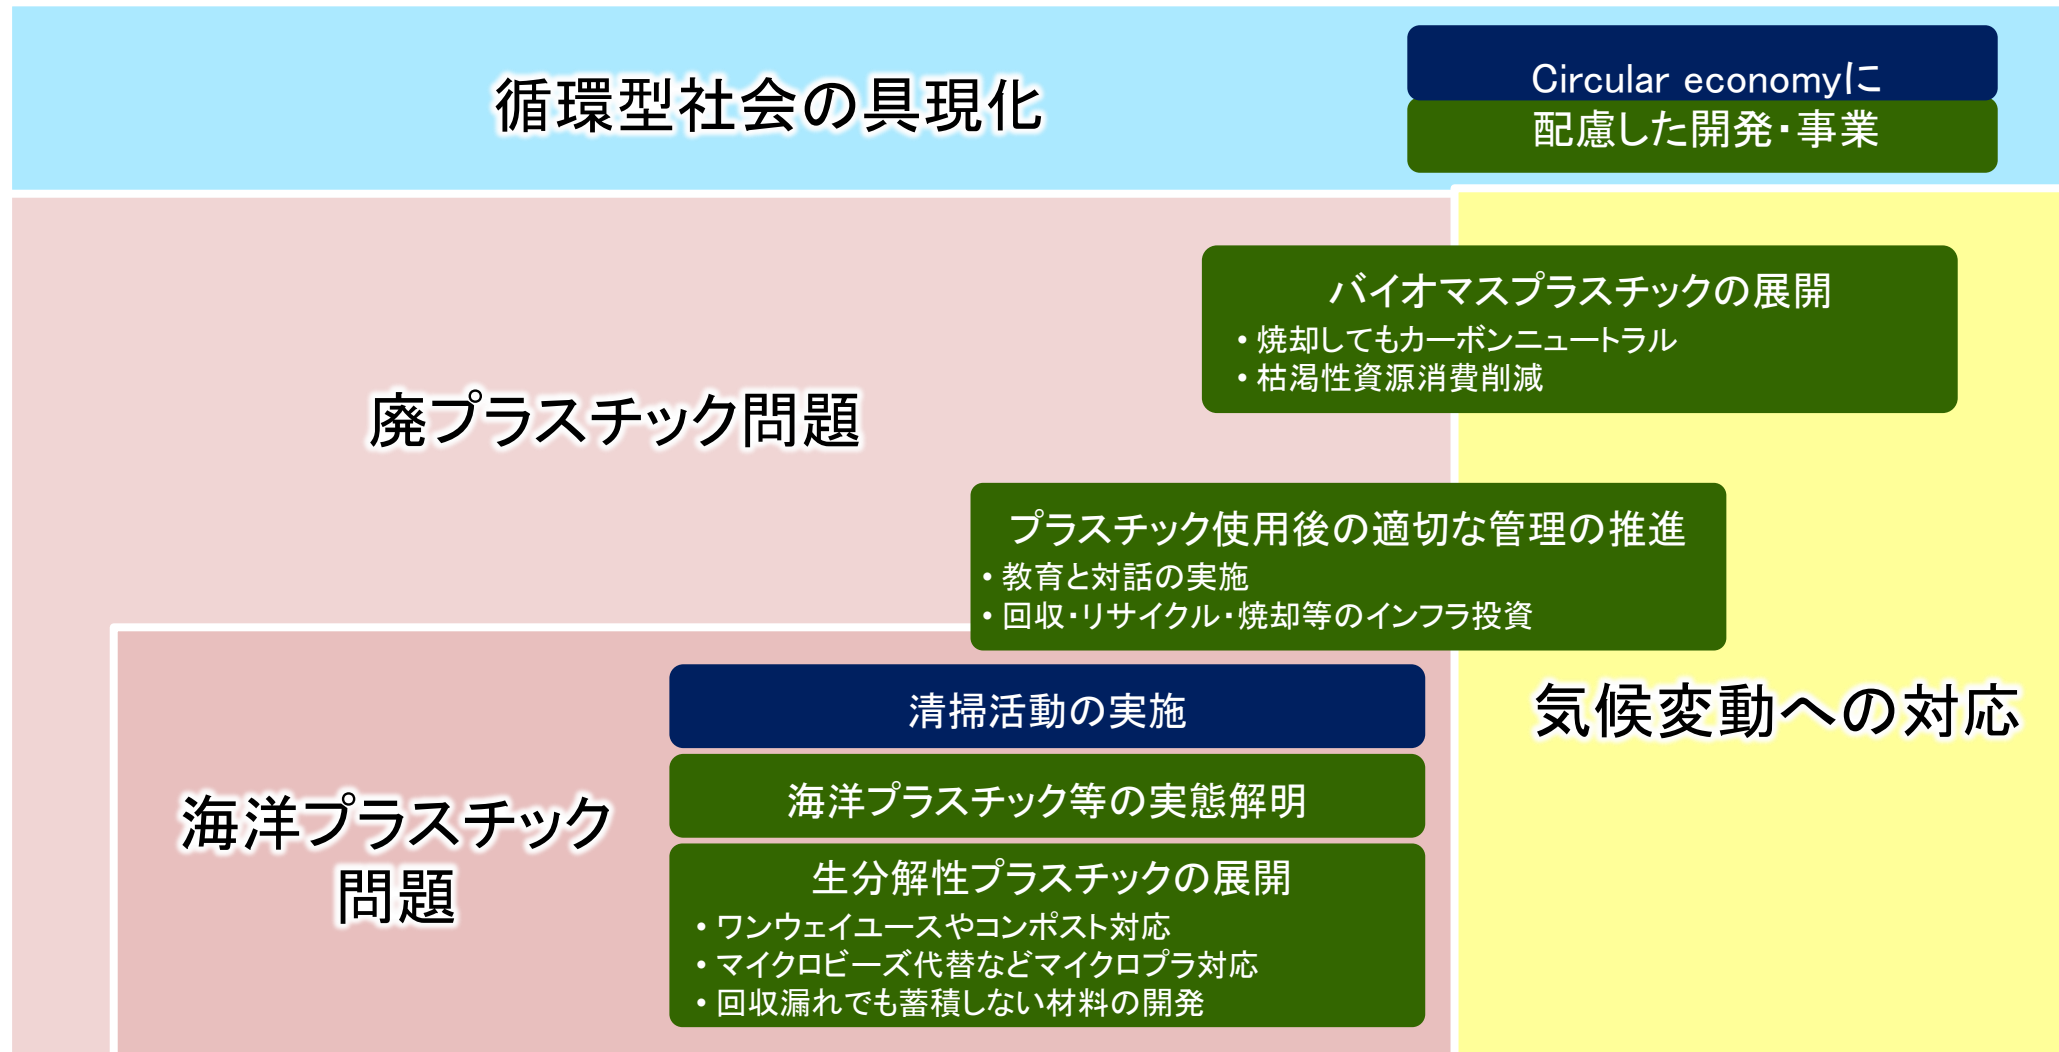 循環型社会の具現化
Circular economyに
配慮した開発・事業
バイオマスプラスチックの展開
• 焼却してもカーボンニュートラル
• 枯渇性資源消費削減
廃プラスチック問題
プラスチック使用後の適切な管理の推進
• 教育と対話の実施
• 回収・リサイクル・焼却等のインフラ投資
気候変動への対応
海洋プラスチック
問題
清掃活動の実施
海洋プラスチック等の実態解明
生分解性プラスチックの展開
• ワンウェイユースやコンポスト対応
• マイクロビーズ代替などマイクロプラ対応
• 回収漏れでも蓄積しない材料の開発